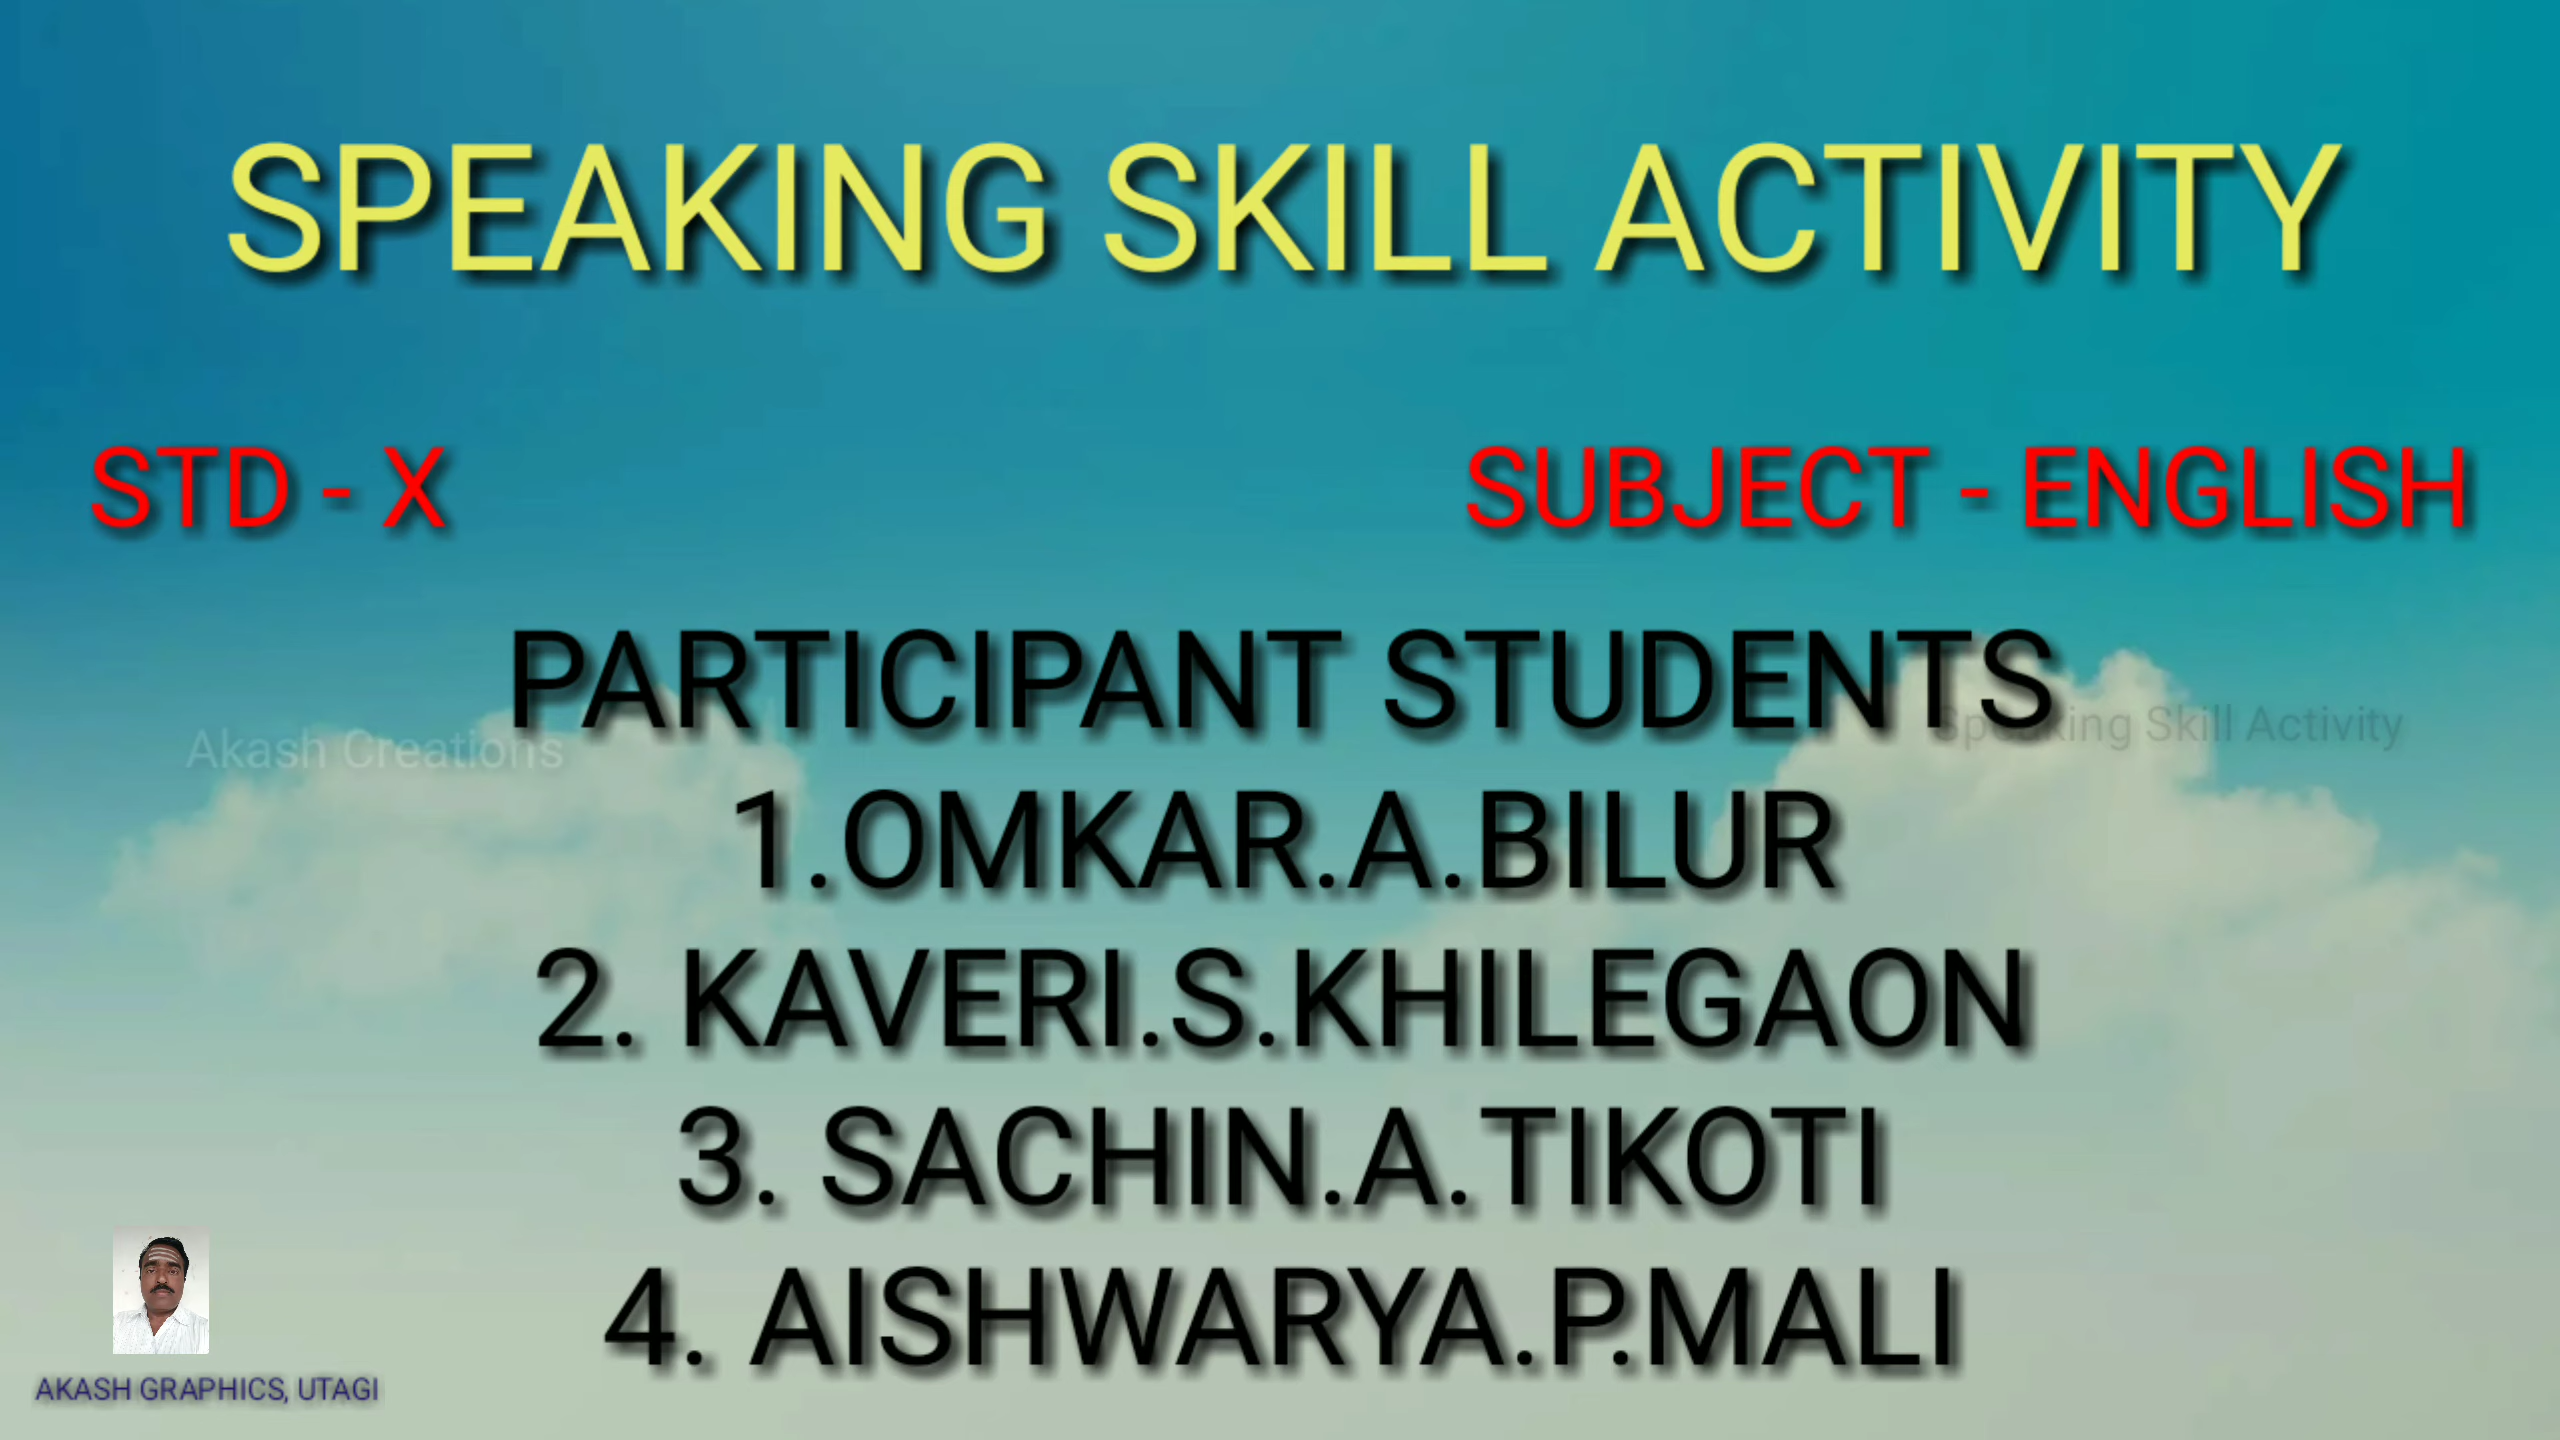 SPEAKING SKILL ACTIVITY
STD - X
SUBJECT - ENGLISH
PARTICIPANT STUDENTS
Akash Creations
Speaking Skill Activity
1.OMKAR.A.BILUR
2. KAVERI.S.KHILEGAON
3. SACHIN.A.TIKOTI
4. AISHWARYA.P.MALI
AKASH GRAPHICS, UTAGI